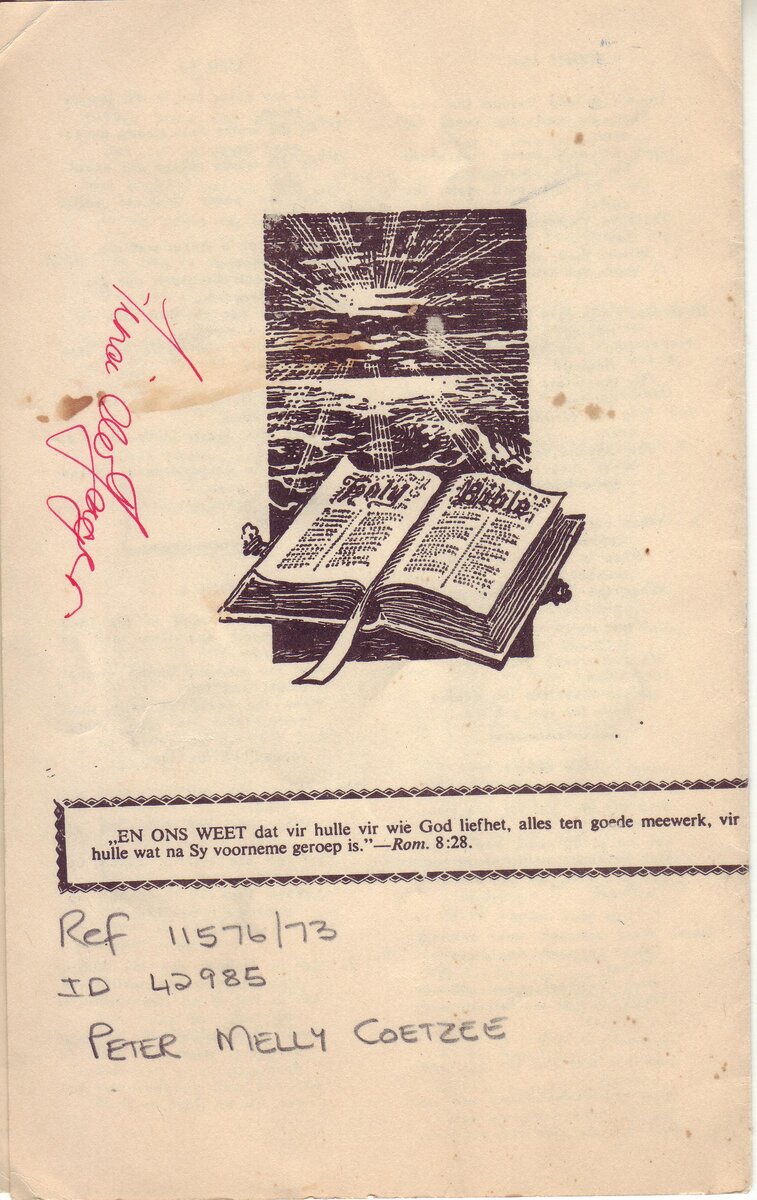 Holy Bible
„EN ONS WEET dat vir hulle vir wie God liefhet, alles ten goede meewerk, vir
hulle wat na Sy voorneme geroep is.”—Rom. 8:28.
Ref 11576/73
ID 42985
PETER MELLY COETZEE